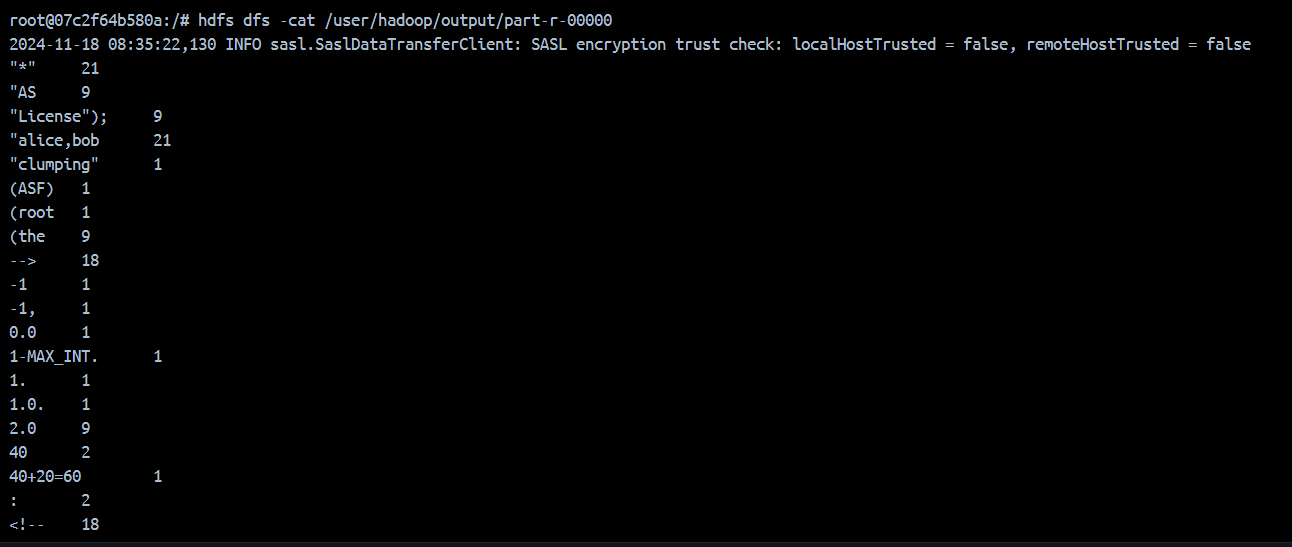 root@07c2f64b580a:/# hdfs dfs -cat /user/hadoop/output/part-r-00000
2024-11-18 08:35:22,130 INFO sasl.SaslDataTransferClient: SASL encryption trust check: localHostTrusted = false, remoteHostTrusted = false
"*"	21
"AS	9
"License");	9
"alice,bob	21
"clumping"	1
(ASF)	1
(root	1
(the	9
-->	18
-1	1
-1,	1
0.0	1
1-MAX_INT.	1
1.	1
1.0.	1
2.0	9
40	2
40+20=60	1
:	2
<!--	18